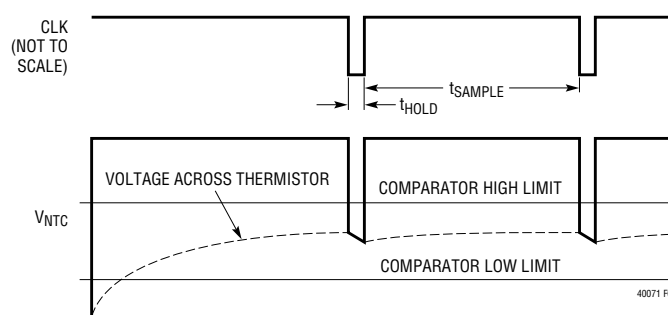 CLK
(NOT TO
SCALE)
tSAMPLE
tHOLD
VOLTAGE ACROSS THERMISTOR
COMPARATOR HIGH LIMIT
VNTC
COMPARATOR LOW LIMIT
40071